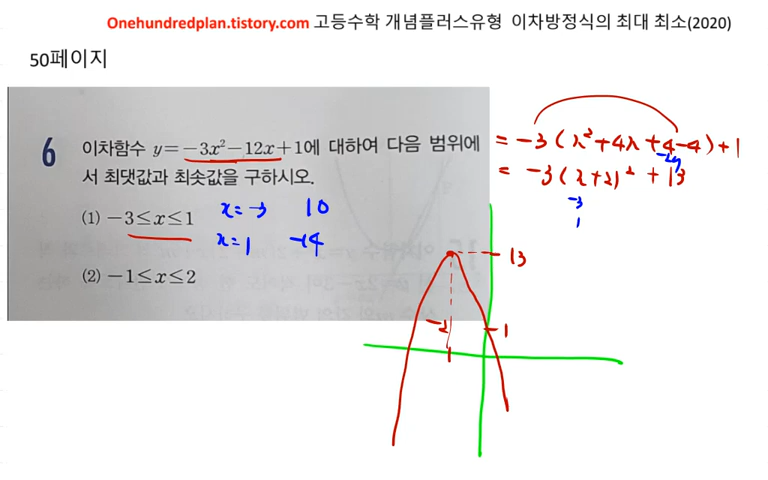 Onehundredplan.tistory.com 고등수학 개념플러스유형 이차방정식의 최대 최소(2020)
50페이지
6 이차함수 y=-3x²-12x+1에 대하여 다음 범위에
서 최댓값과 최솟값을 구하시오.
= -3(x²+4x+4-4)+1
= -3(x+2)²+13
-3
1
(1) -3≤x≤1
x=-3 10
x=1 -14
(2) -1≤x≤2
13
-2
1